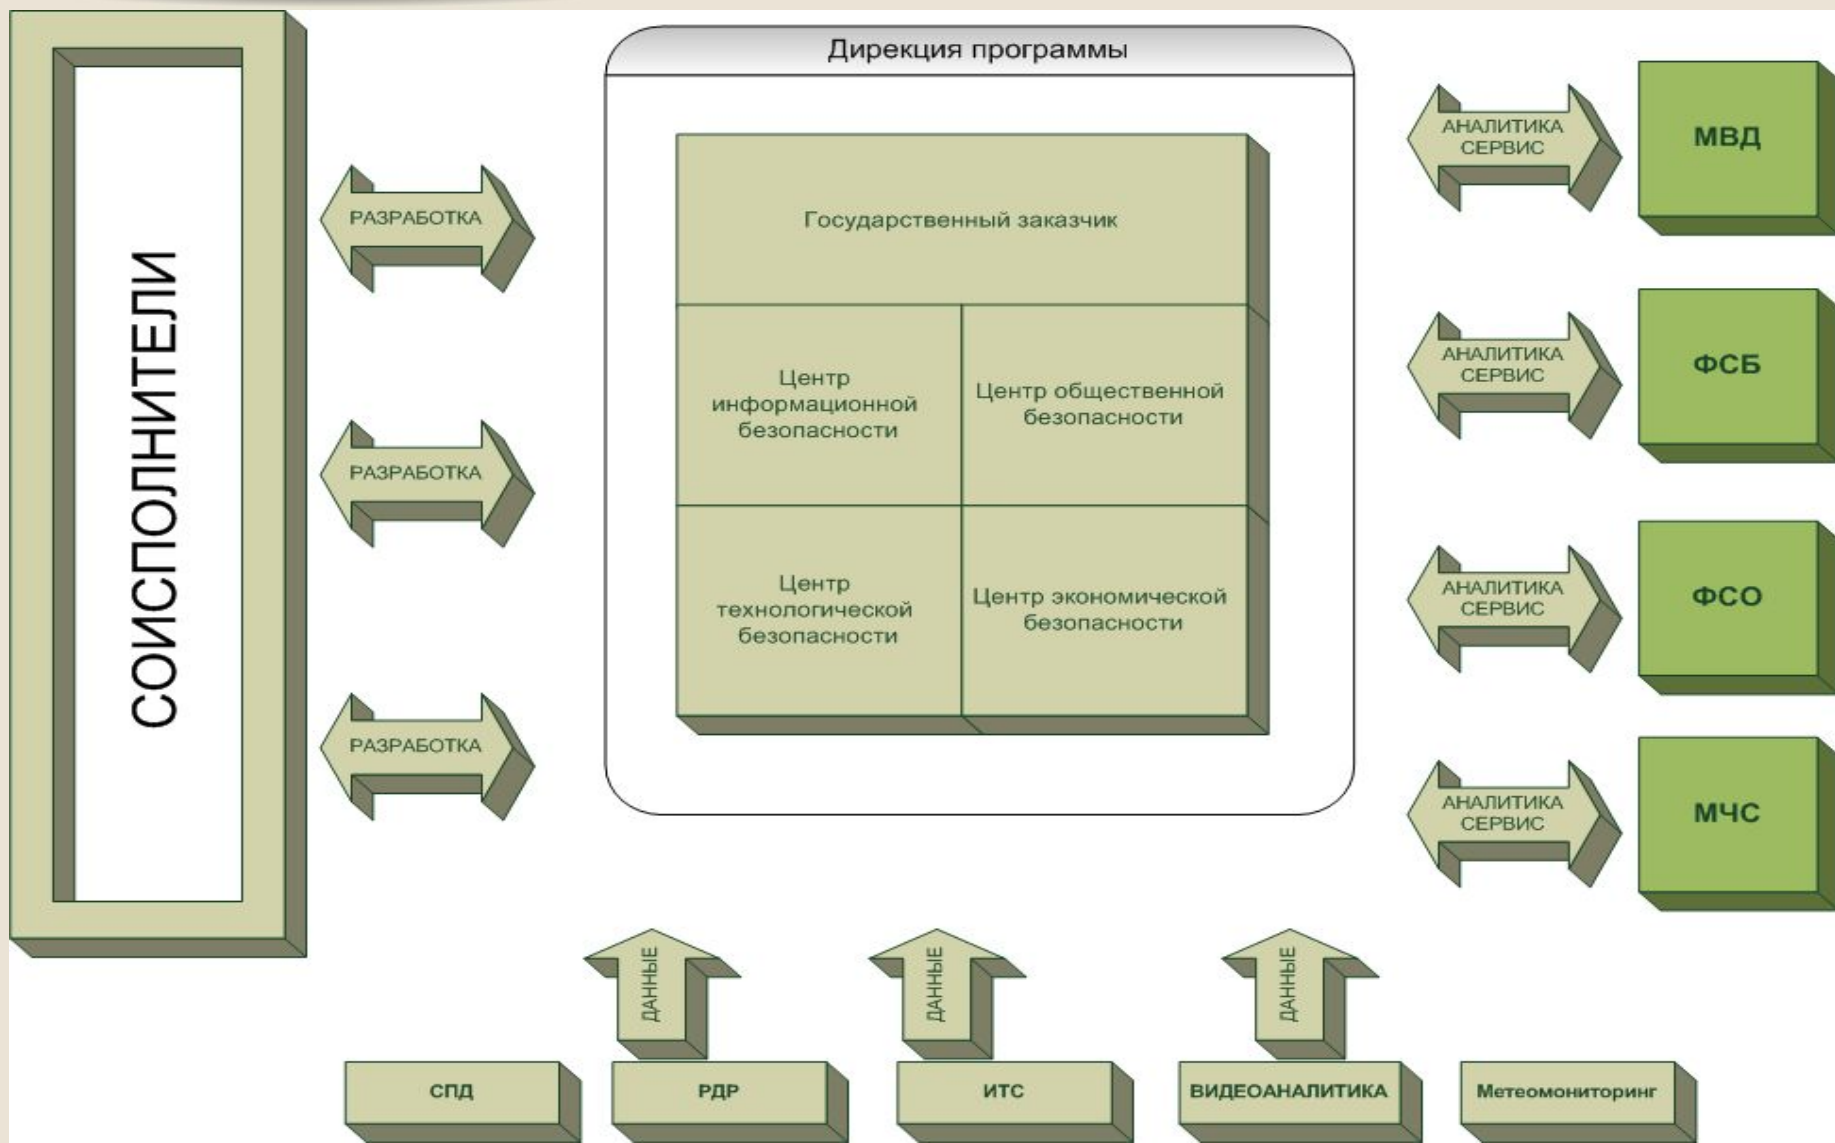 Дирекция программы
СОИСПОЛНИТЕЛИ
РАЗРАБОТКА
РАЗРАБОТКА
РАЗРАБОТКА
Государственный заказчик
Центр
информационной
безопасности
Центр общественной
безопасности
Центр
технологической
безопасности
Центр экономической
безопасности
АНАЛИТИКА
СЕРВИС
МВД
АНАЛИТИКА
СЕРВИС
ФСБ
АНАЛИТИКА
СЕРВИС
ФСО
АНАЛИТИКА
СЕРВИС
МЧС
ДАННЫЕ
ДАННЫЕ
ДАННЫЕ
СПД
РДР
ИТС
ВИДЕОАНАЛИТИКА
Метеомониторинг